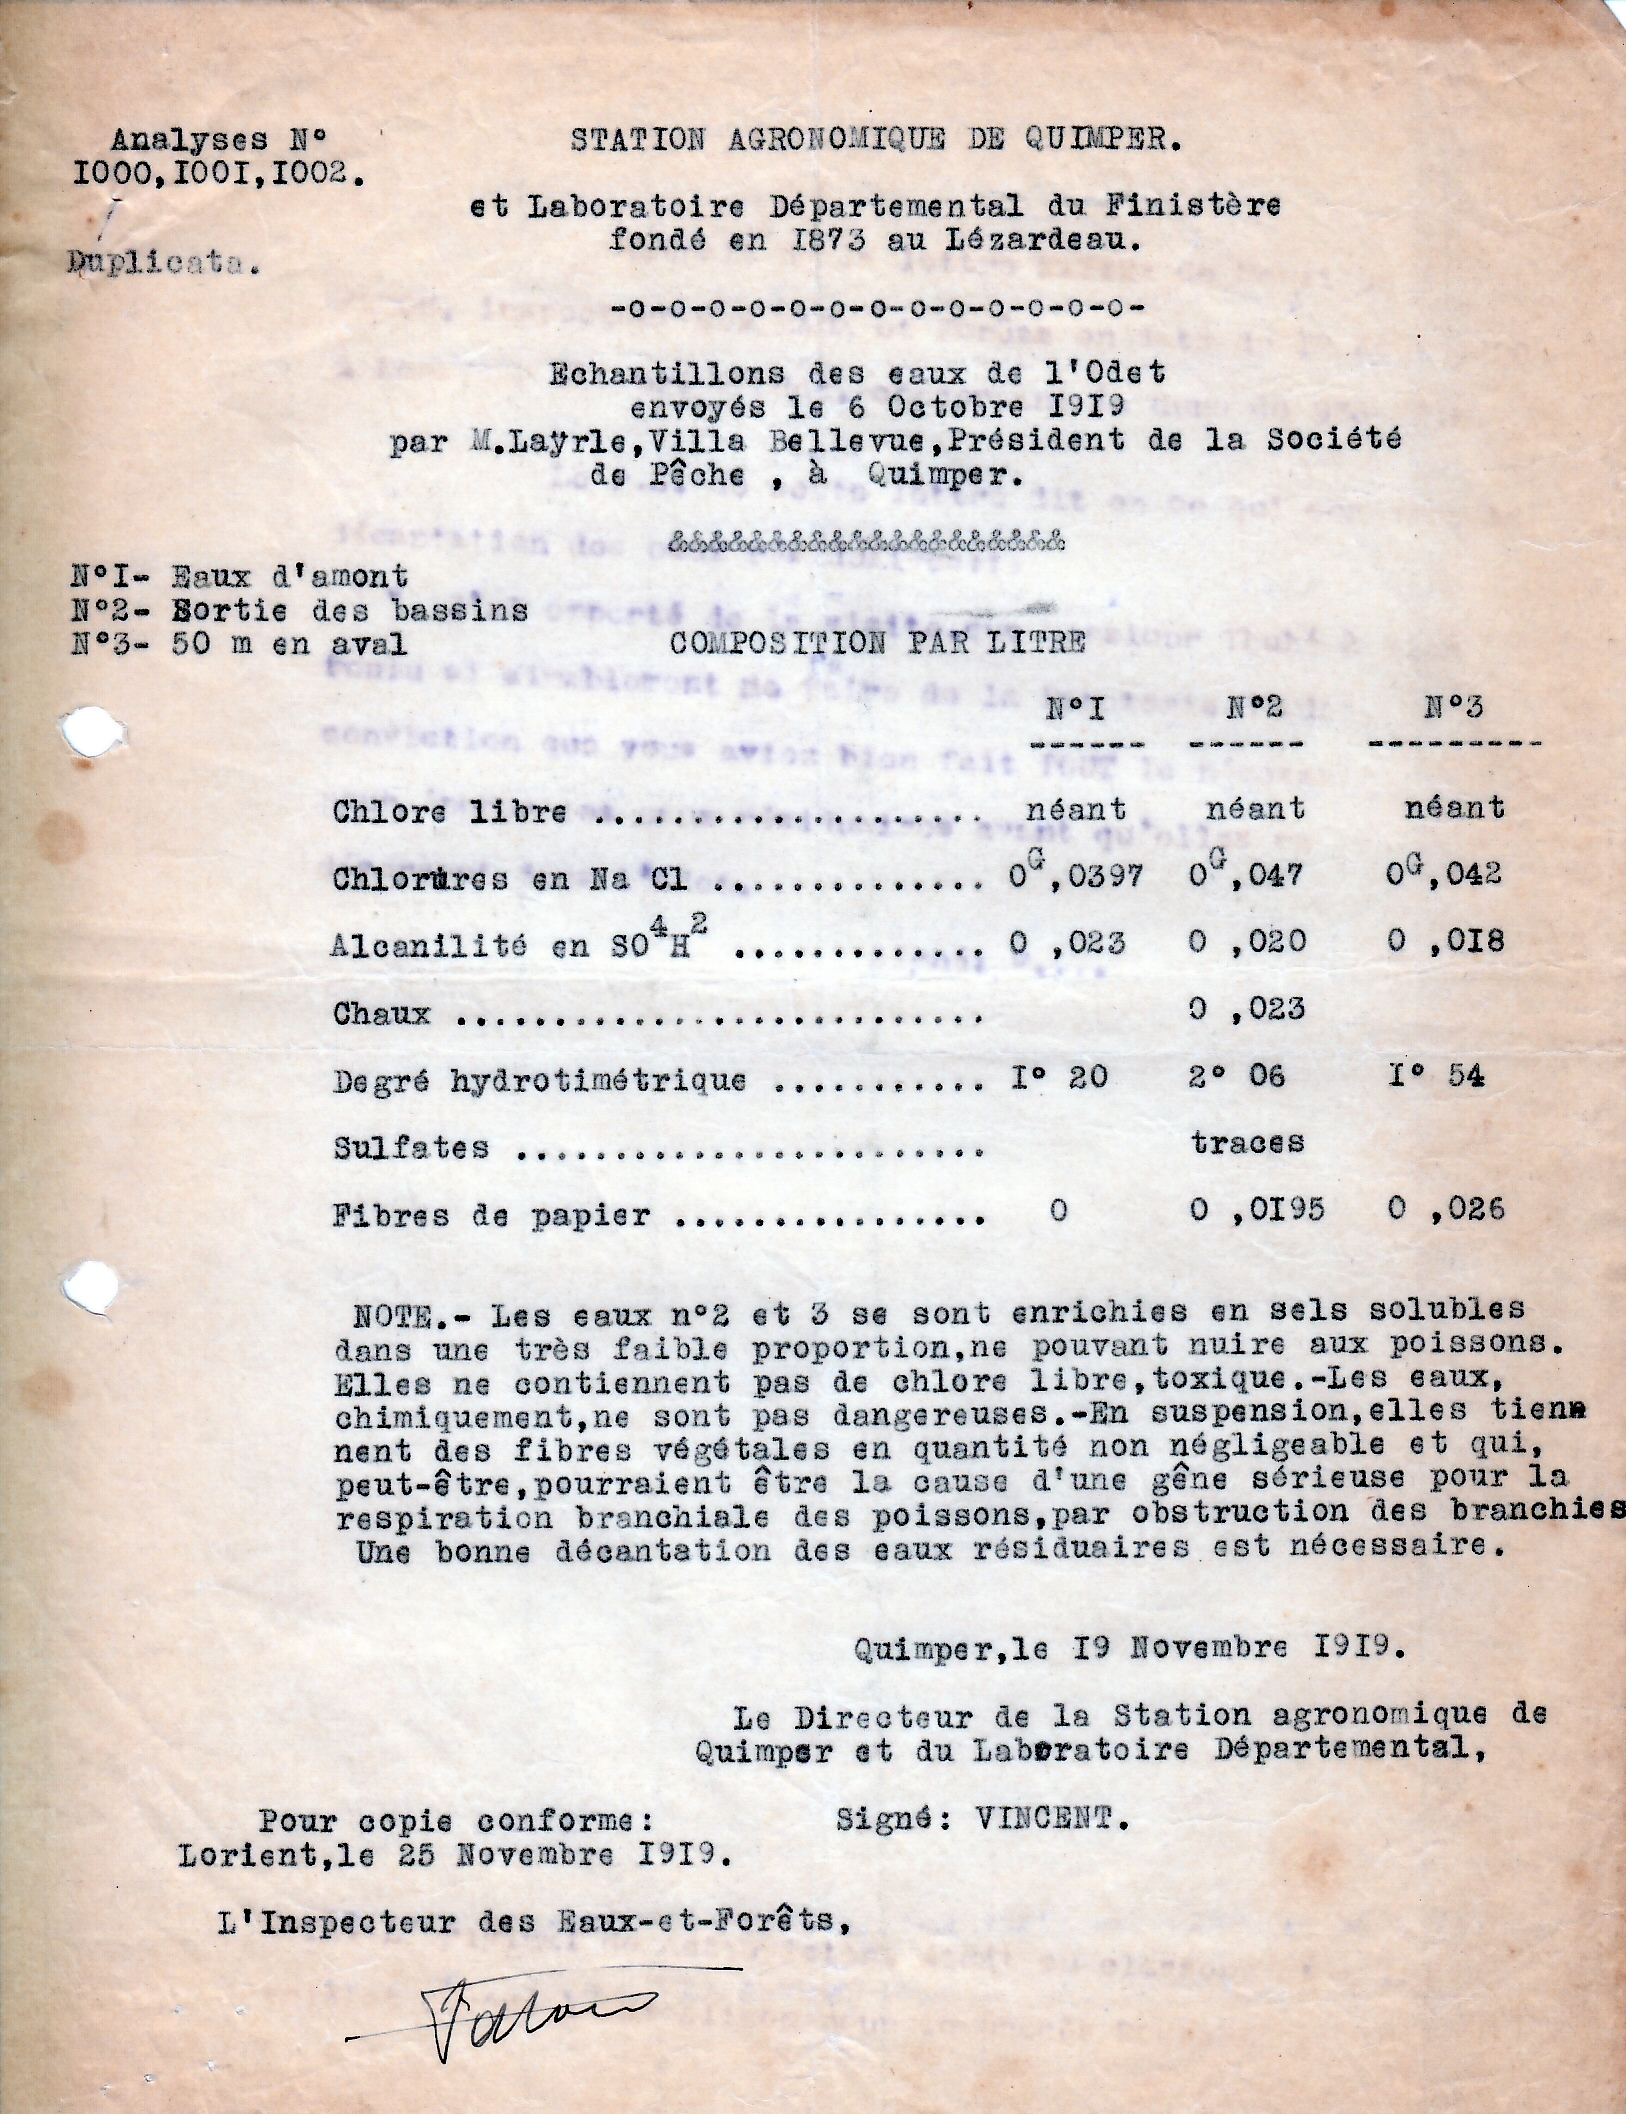 Analyses N°
I000,I00I,I002.
Duplicata.
STATION AGRONOMIQUE DE QUIMPER.
et Laboratoire Départemental du Finistère
fondé en I873 au Lézardeau.
-o-o-o-o-o-o-o-o-o-o-o-o-o-
Echantillons des eaux de l'Odet
envoyés le 6 Octobre I9I9
par M.Layrle,Villa Bellevue,Président de la Société
de Pêche , à Quimper.
&&&&&&&&&&&&&&&&&&&&
N°I- Eaux d'amont
N°2- Sortie des bassins
N°3- 50 m en aval
COMPOSITION PAR LITRE
N°I N°2 N°3
------ ------ ---------
Chlore libre .................... néant néant néant
Chlorures en Na Cl .............. 0G,0397 0G,047 0G,042
Alcanilité en SO4H2 ............. 0 ,023 0 ,020 0 ,0I8
Chaux ........................... 0 ,023
Degré hydrotimétrique ........... I° 20 2° 06 I° 54
Sulfates ........................ traces
Fibres de papier ................ 0 0 ,0I95 0 ,026
NOTE.- Les eaux n°2 et 3 se sont enrichies en sels solubles
dans une très faible proportion,ne pouvant nuire aux poissons.
Elles ne contiennent pas de chlore libre,toxique.-Les eaux,
chimiquement,ne sont pas dangereuses.-En suspension,elles tienn
nent des fibres végétales en quantité non négligeable et qui,
peut-être,pourraient être la cause d'une gêne sérieuse pour la
respiration branchiale des poissons,par obstruction des branchies
Une bonne décantation des eaux résiduaires est nécessaire.
Quimper,le I9 Novembre I9I9.
Le Directeur de la Station agronomique de
Quimper et du Laboratoire Départemental,
Pour copie conforme: Signé: VINCENT.
Lorient,le 25 Novembre I9I9.
L'Inspecteur des Eaux-et-Forêts,